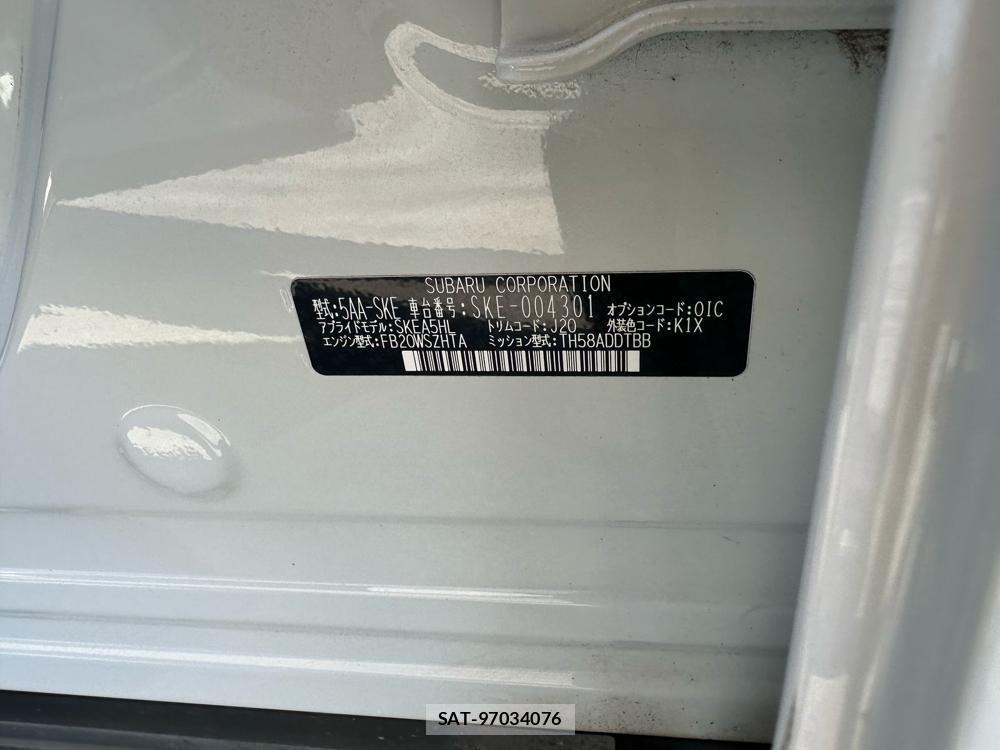 SUBARU CORPORATION
型式:5AA-SKE 車台番号:SKE-004301 オプションコード:OIC
アプライドモデル:SKEA5HL トリムコード:J20 外装色コード:K1X
エンジン型式:FB20WSZHTA ミッション型式:TH58ADDTBB
SAT-97034076